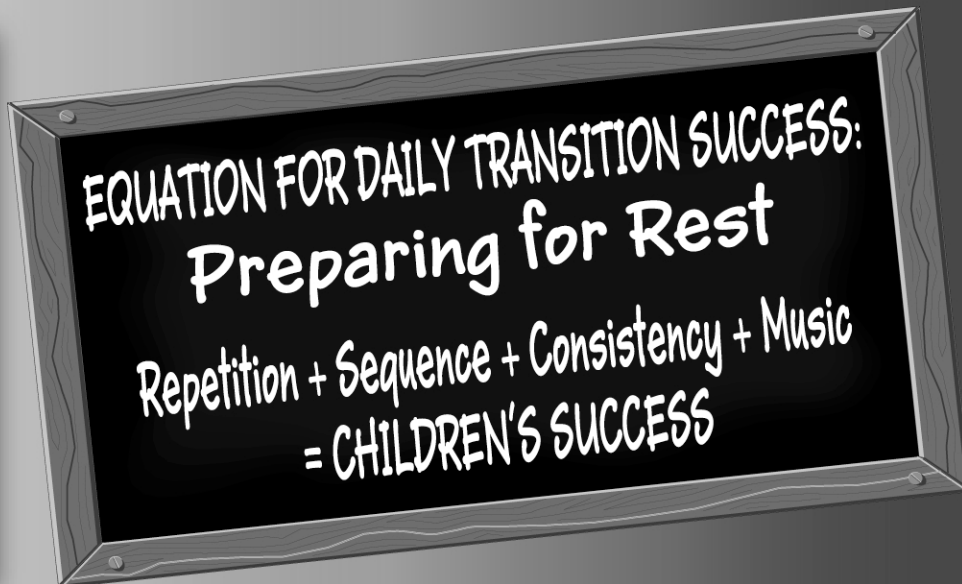 EQUATION FOR DAILY TRANSITION SUCCESS:
Preparing for Rest
Repetition + Sequence + Consistency + Music
= CHILDREN'S SUCCESS